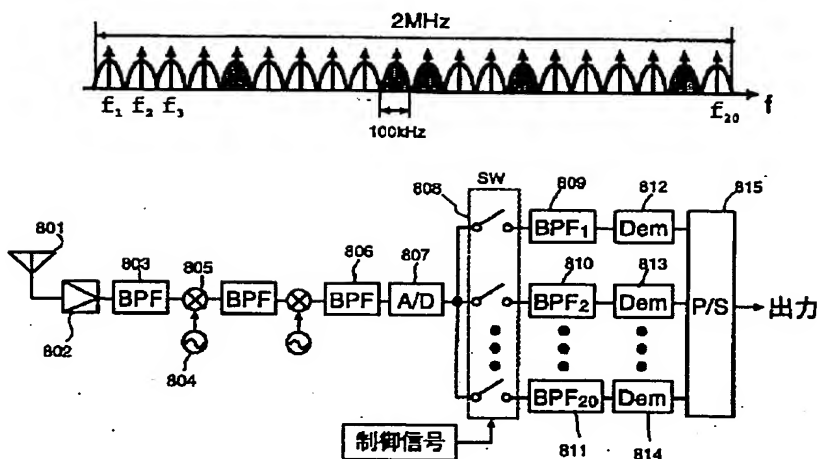 2MHz
f1 f2 f3 f20 f
100kHz
801 802 803 804 805 806 807 808 SW 809 812 815
BPF BPF BPF A/D BPF1 Dem
810 813
BPF2 Dem P/S 出力
制御信号 BPF20 Dem
811 814